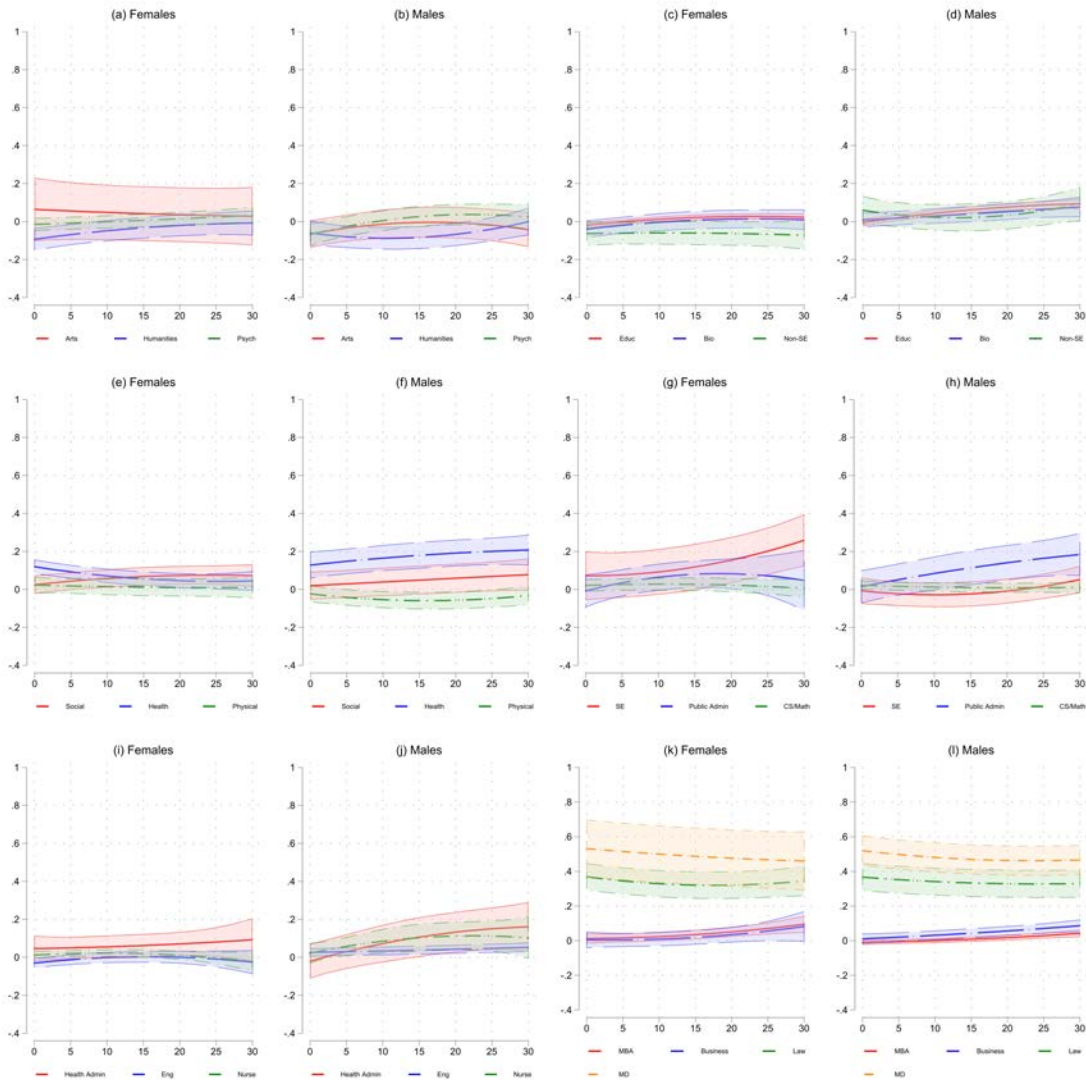 (a) Females
(b) Males
(c) Females
(d) Males
1
.8
.6
.4
.2
0
-.2
-.4
0 5 10 15 20 25 30
Arts Humanities Psych
1
.8
.6
.4
.2
0
-.2
-.4
0 5 10 15 20 25 30
Arts Humanities Psych
1
.8
.6
.4
.2
0
-.2
-.4
0 5 10 15 20 25 30
Educ Bio Non-SE
1
.8
.6
.4
.2
0
-.2
-.4
0 5 10 15 20 25 30
Educ Bio Non-SE
(e) Females
(f) Males
(g) Females
(h) Males
1
.8
.6
.4
.2
0
-.2
-.4
0 5 10 15 20 25 30
Social Health Physical
1
.8
.6
.4
.2
0
-.2
-.4
0 5 10 15 20 25 30
Social Health Physical
1
.8
.6
.4
.2
0
-.2
-.4
0 5 10 15 20 25 30
SE Public Admin CS/Math
1
.8
.6
.4
.2
0
-.2
-.4
0 5 10 15 20 25 30
SE Public Admin CS/Math
(i) Females
(j) Males
(k) Females
(l) Males
1
.8
.6
.4
.2
0
-.2
-.4
0 5 10 15 20 25 30
Health Admin Eng Nurse
1
.8
.6
.4
.2
0
-.2
-.4
0 5 10 15 20 25 30
Health Admin Eng Nurse
1
.8
.6
.4
.2
0
-.2
-.4
0 5 10 15 20 25 30
MBA Business Law
MD
1
.8
.6
.4
.2
0
-.2
-.4
0 5 10 15 20 25 30
MBA Business Law
MD